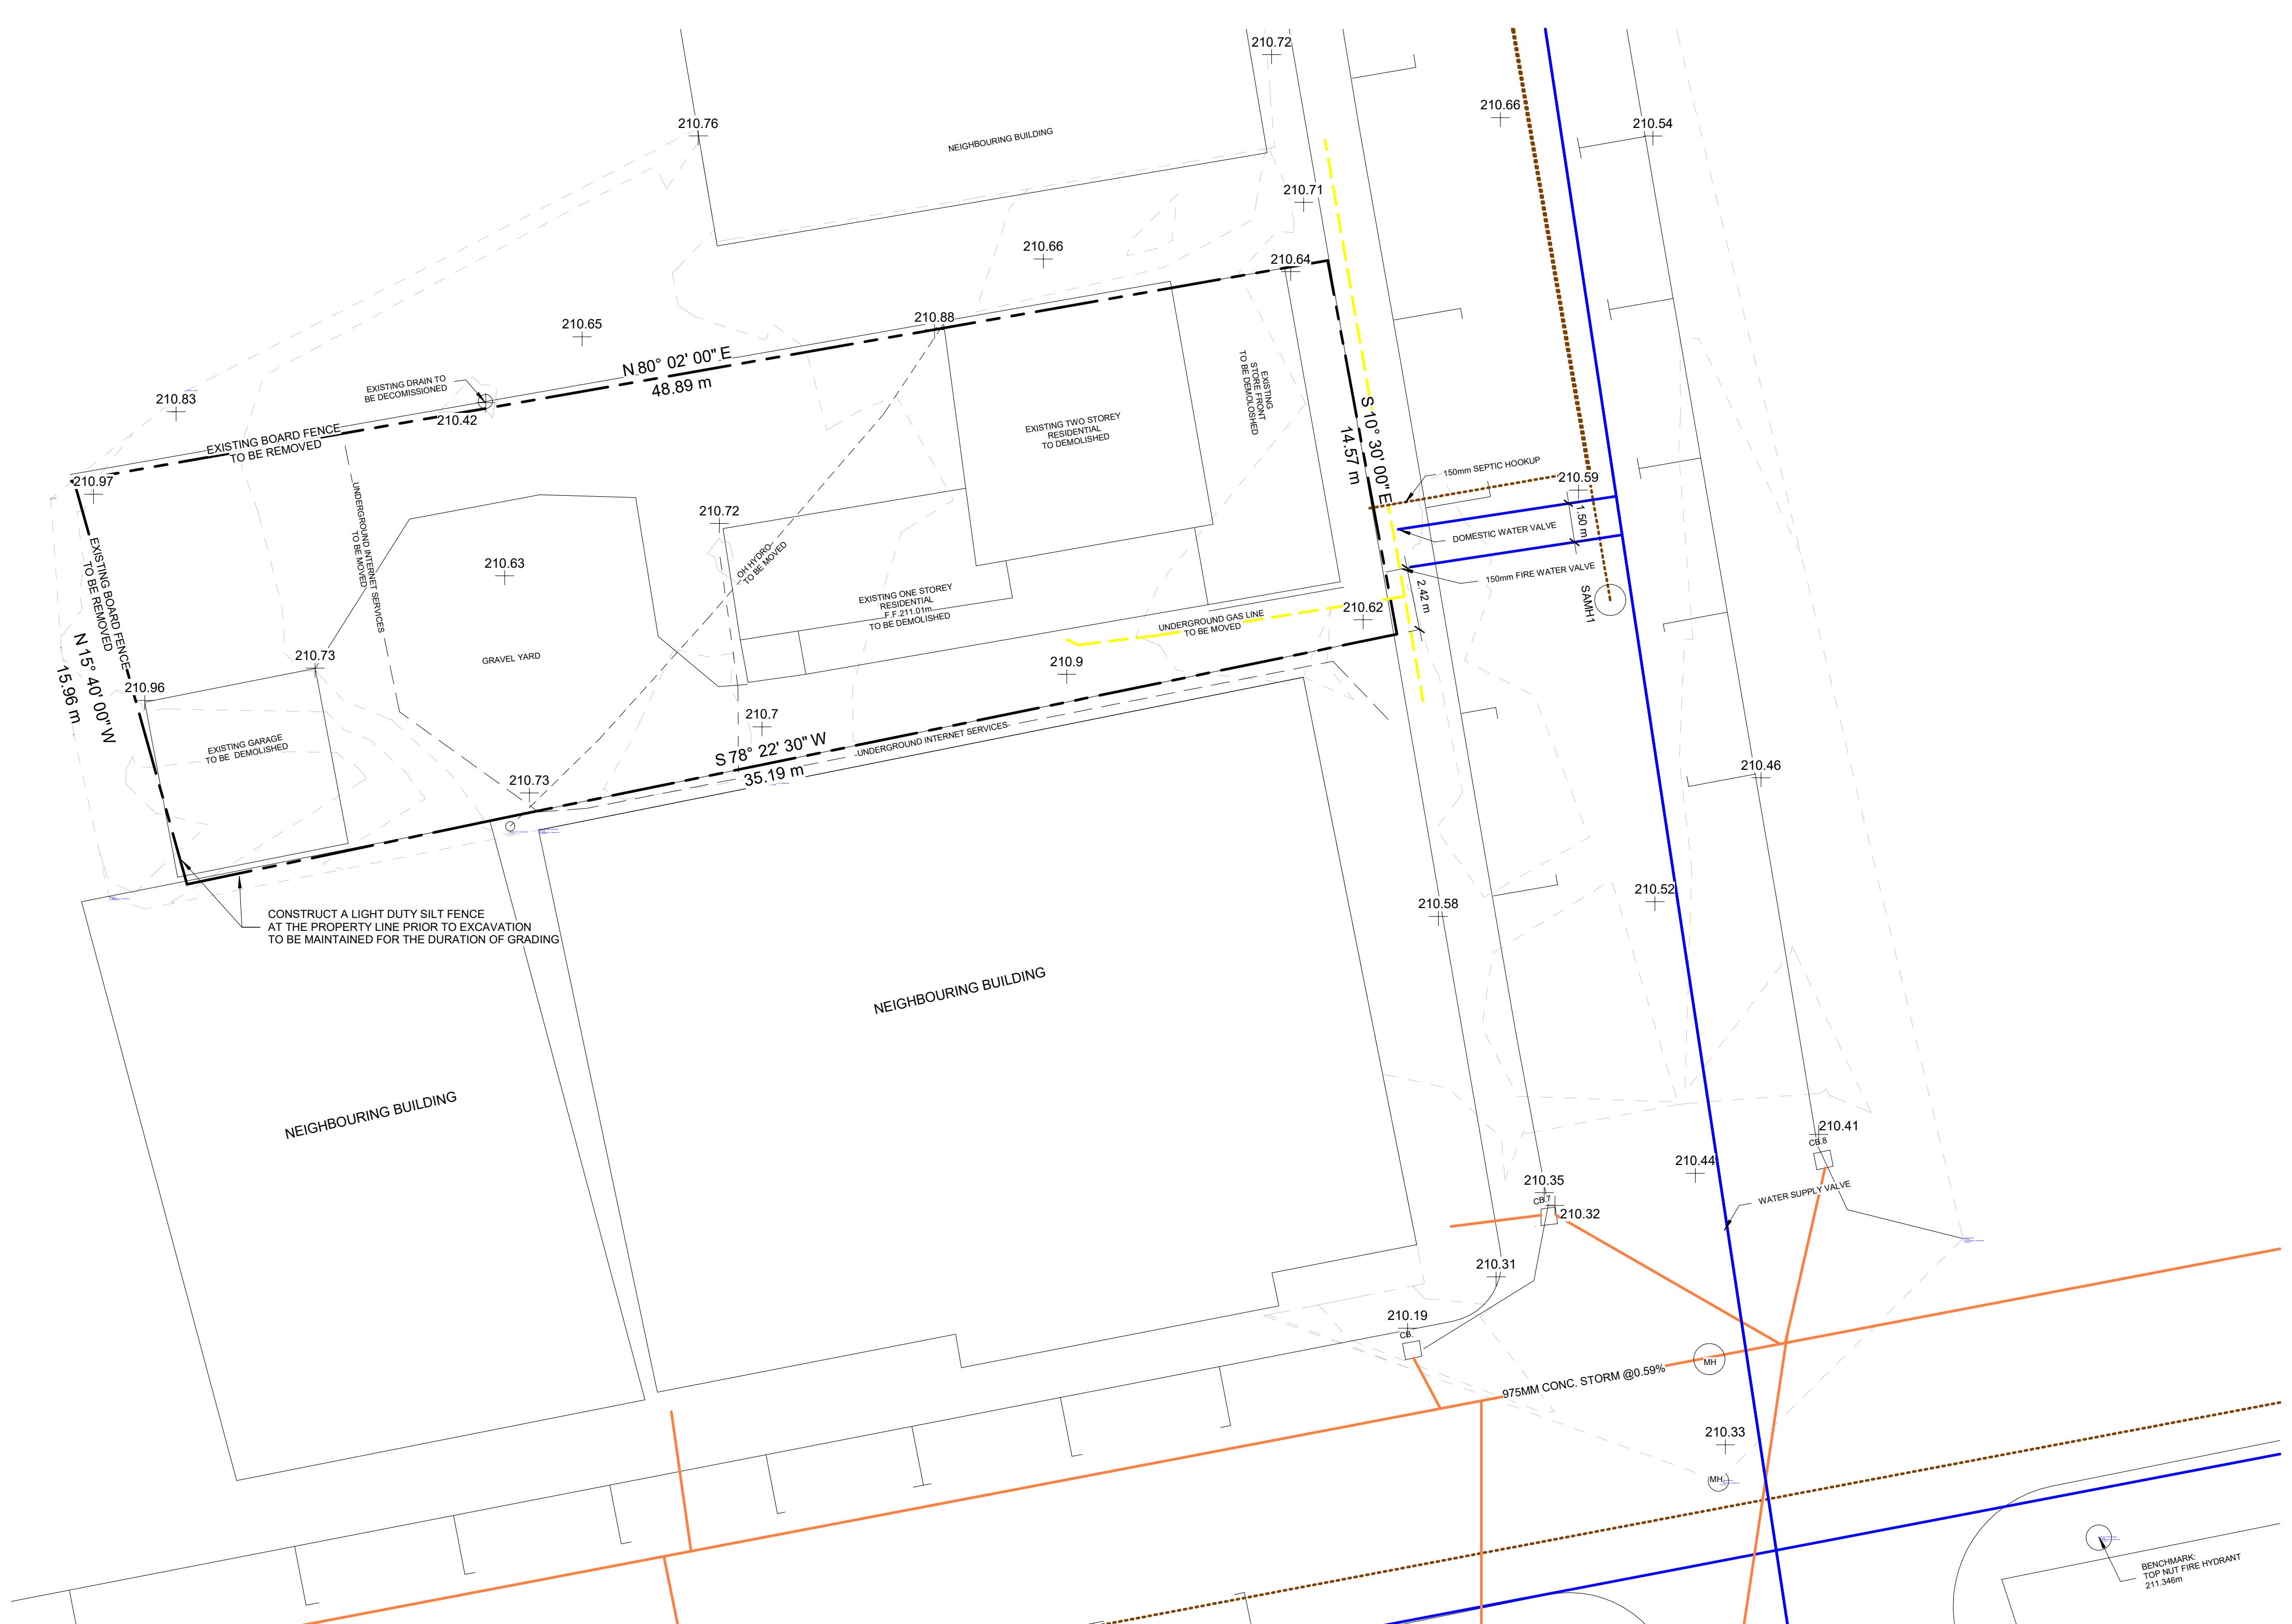 210.72
210.66
210.76
210.54
NEIGHBOURING BUILDING
210.71
210.66
210.64
210.88
210.65
N 80° 02' 00" E
48.89 m
EXISTING DRAIN TO
BE DECOMISSIONED
210.83
210.42
EXISTING
STORE FRONT
TO BE DEMOLOSHED
EXISTING TWO STOREY
RESIDENTIAL
TO DEMOLISHED
S 10° 30' 00" E
14.57 m
EXISTING BOARD FENCE
TO BE REMOVED
210.97
150mm SEPTIC HOOKUP
210.59
1.50 m
UNDERGROUND INTERNET SERVICES
TO BE MOVED
210.72
DOMESTIC WATER VALVE
OH HYDRO
TO BE MOVED
210.63
150mm FIRE WATER VALVE
EXISTING BOARD FENCE
TO BE REMOVED
N 15° 40' 00" W
15.96 m
EXISTING ONE STOREY
RESIDENTIAL
F.F.211.01m
TO BE DEMOLISHED
2.42 m
SAMH1
210.62
UNDERGROUND GAS LINE
TO BE MOVED
210.73
GRAVEL YARD
210.9
210.96
210.7
EXISTING GARAGE
TO BE DEMOLISHED
UNDERGROUND INTERNET SERVICES
S 78° 22' 30" W
35.19 m
210.73
210.46
210.52
210.58
CONSTRUCT A LIGHT DUTY SILT FENCE
AT THE PROPERTY LINE PRIOR TO EXCAVATION
TO BE MAINTAINED FOR THE DURATION OF GRADING
NEIGHBOURING BUILDING
NEIGHBOURING BUILDING
210.41
CB.8
210.44
210.35
CB.7
210.32
WATER SUPPLY VALVE
210.31
210.19
CB.
MH
975MM CONC. STORM @0.59%
210.33
MH
BENCHMARK:
TOP NUT FIRE HYDRANT
211.346m